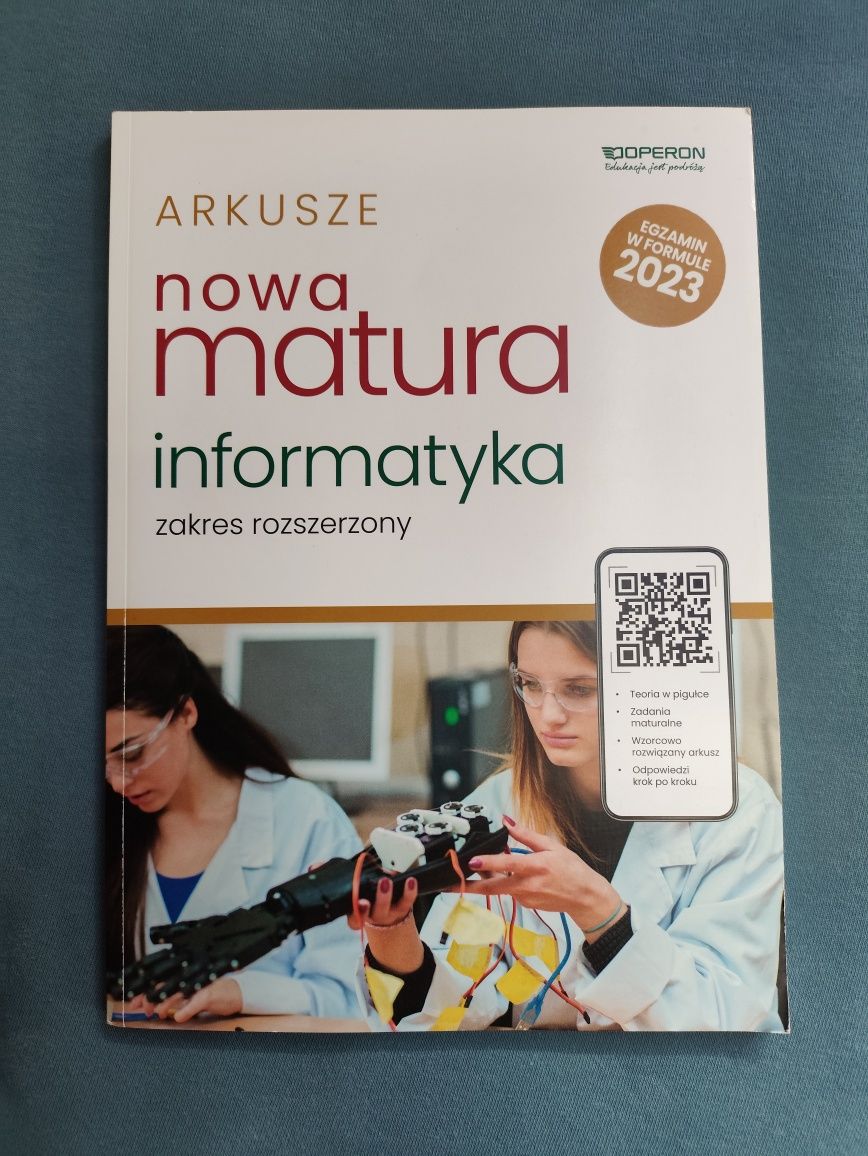 OPERON
Edukacja jest podróżą
ARKUSZE
EGZAMIN
W FORMULE
2023
nowa
matura
informatyka
zakres rozszerzony
• Teoria w pigułce
• Zadania
maturalne
• Wzorcowo
rozwiązany arkusz
• Odpowiedzi
krok po kroku